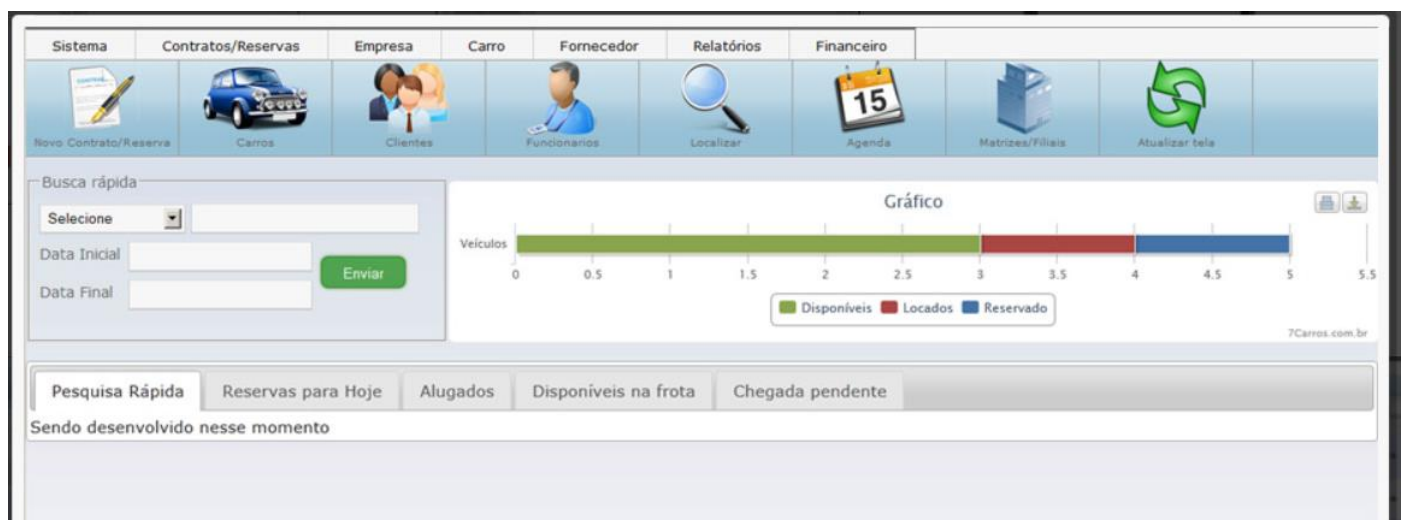 Sistema Contratos/Reservas Empresa Carro Fornecedor Relatórios Financeiro
15
Novo Contrato/Reserva Carros Clientes Funcionarios Localizar Agenda Matrizes/Filiais Atualizar tela
Busca rápida
Selecione
Data Inicial
Data Final
Enviar
Gráfico
Veículos
0 0.5 1 1.5 2 2.5 3 3.5 4 4.5 5 5.5
Disponíveis Locados Reservado
7Carros.com.br
Pesquisa Rápida Reservas para Hoje Alugados Disponíveis na frota Chegada pendente
Sendo desenvolvido nesse momento